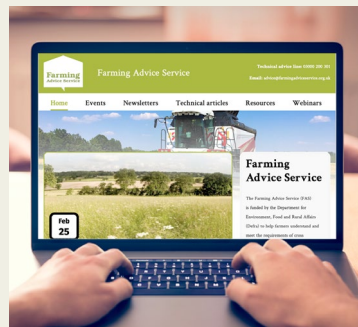 Farming
Advice Service
Farming Advice Service
Technical advice line: 03000 200 301
Email: advice@farmingadviceservice.org.uk
Home Events Newsletters Technical articles Resources Webinars
Farming
Advice Service
The Farming Advice Service (FAS)
is funded by the Department for
Environment, Food and Rural Affairs
(Defra) to help farmers understand and
meet the requirements of cross
Feb
25